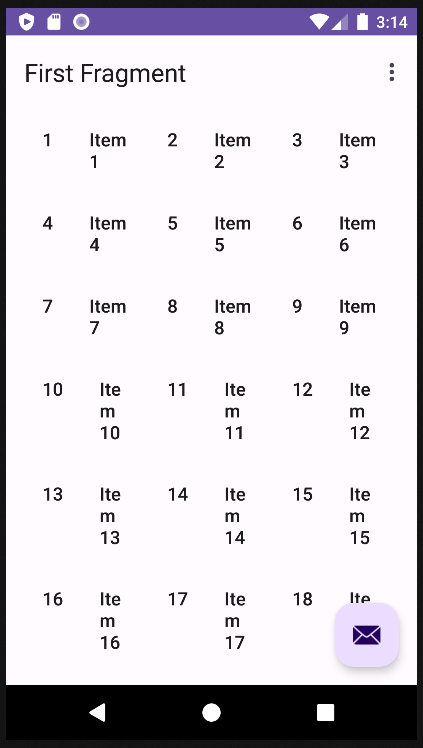 3:14
First Fragment
1 Item 2 Item 3 Item
1 2 3
4 Item 5 Item 6 Item
4 5 6
7 Item 8 Item 9 Item
7 8 9
10 Ite 11 Ite 12 Ite
m m m
10 11 12
13 Ite 14 Ite 15 Ite
m m m
13 14 15
16 Ite 17 Ite 18 Ite
m m
16 17